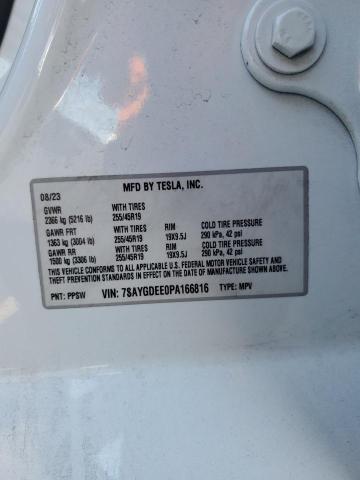 MFD BY TESLA, INC.
08/23
GVWR WITH TIRES
2366 kg (5216 lb) 255/45R19
GAWR FRT WITH TIRES RIM COLD TIRE PRESSURE
1363 kg (3004 lb) 255/45R19 19X9.5J 290 kPa, 42 psi
GAWR RR WITH TIRES RIM COLD TIRE PRESSURE
1500 kg (3306 lb) 255/45R19 19X9.5J 290 kPa, 42 psi
THIS VEHICLE CONFORMS TO ALL APPLICABLE U.S. FEDERAL MOTOR VEHICLE SAFETY AND
THEFT PREVENTION STANDARDS IN EFFECT ON THE DATE OF MANUFACTURE SHOWN ABOVE.
PNT: PPSW VIN: 7SAYGDEE0PA166816 TYPE: MPV